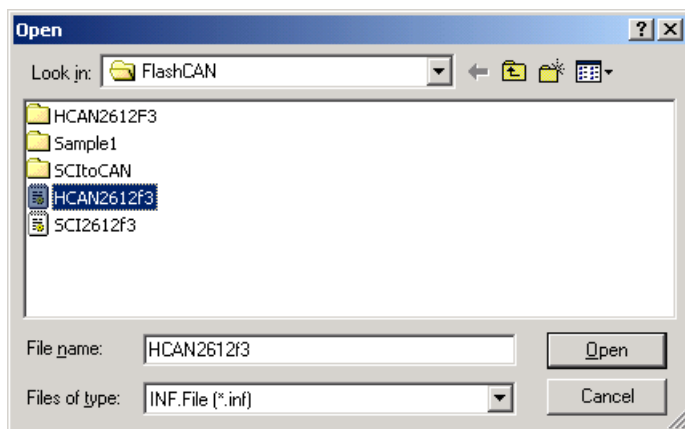 Open
Look in: FlashCAN
HCAN2612F3
Sample1
SCItoCAN
HCAN2612f3
SCI2612f3
File name: HCAN2612f3 Open
Files of type: INF.File (*.inf) Cancel